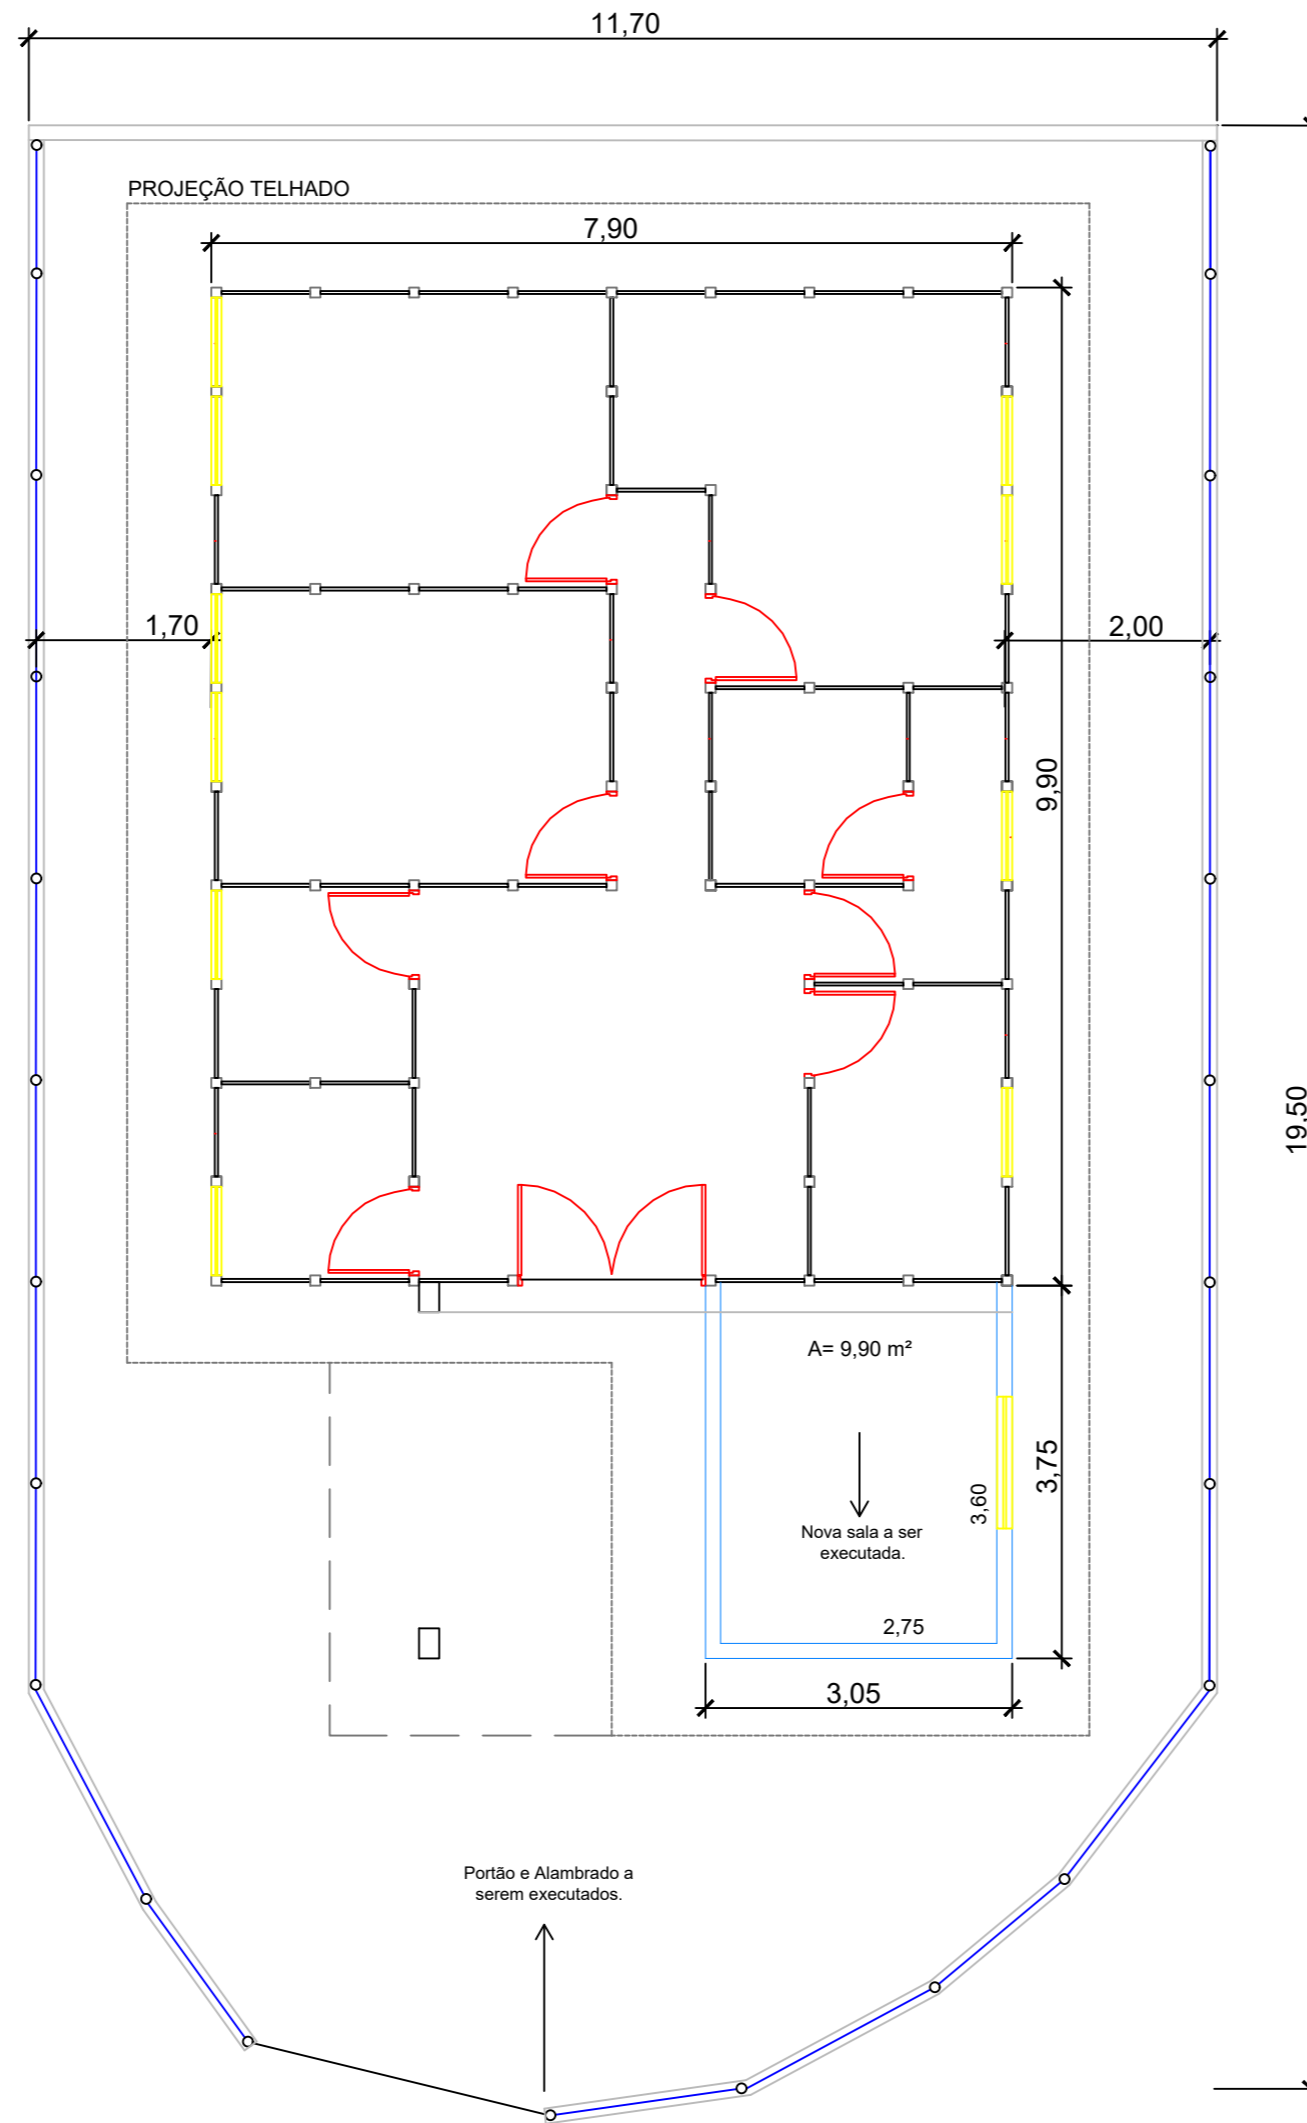 11,70
PROJEÇÃO TELHADO
7,90
1,70
2,00
9,90
19,50
A= 9,90 m²
3,75
3,60
Nova sala a ser
executada.
2,75
3,05
Portão e Alambrado a
serem executados.